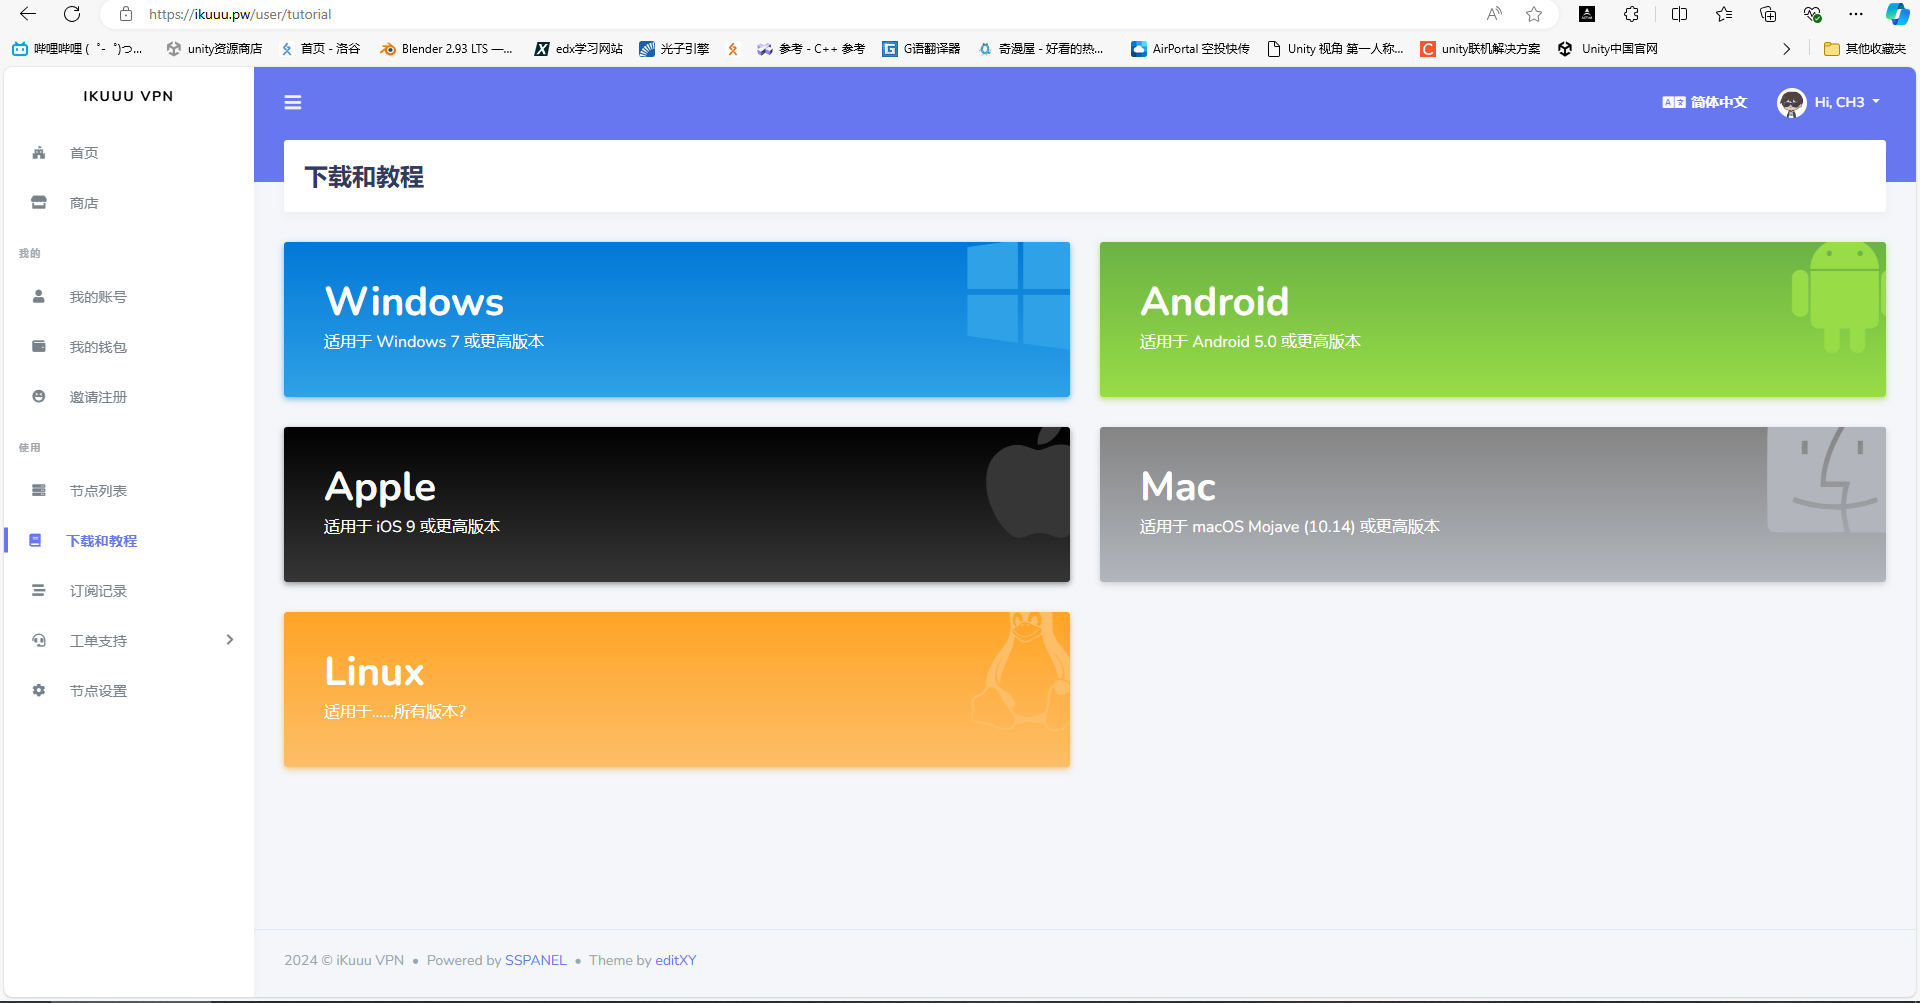 https://ikuuu.pw/user/tutorial
哔哩哔哩 ( ゜- ゜)つ...
unity资源商店
首页 - 洛谷
Blender 2.93 LTS —...
edx学习网站
光子引擎
参考 - C++ 参考
G语翻译器
奇漫屋 - 好看的热...
AirPortal 空投快传
Unity 视角 第一人称...
unity联机解决方案
Unity中国官网
其他收藏夹
IKUUU VPN
简体中文
Hi, CH3
首页
商店
我的
我的账号
我的钱包
邀请注册
使用
节点列表
下载和教程
订阅记录
工单支持
节点设置
下载和教程
Windows
适用于 Windows 7 或更高版本
Android
适用于 Android 5.0 或更高版本
Apple
适用于 iOS 9 或更高版本
Mac
适用于 macOS Mojave (10.14) 或更高版本
Linux
适用于......所有版本?
2024 © iKuuu VPN • Powered by SSPANEL • Theme by editXY